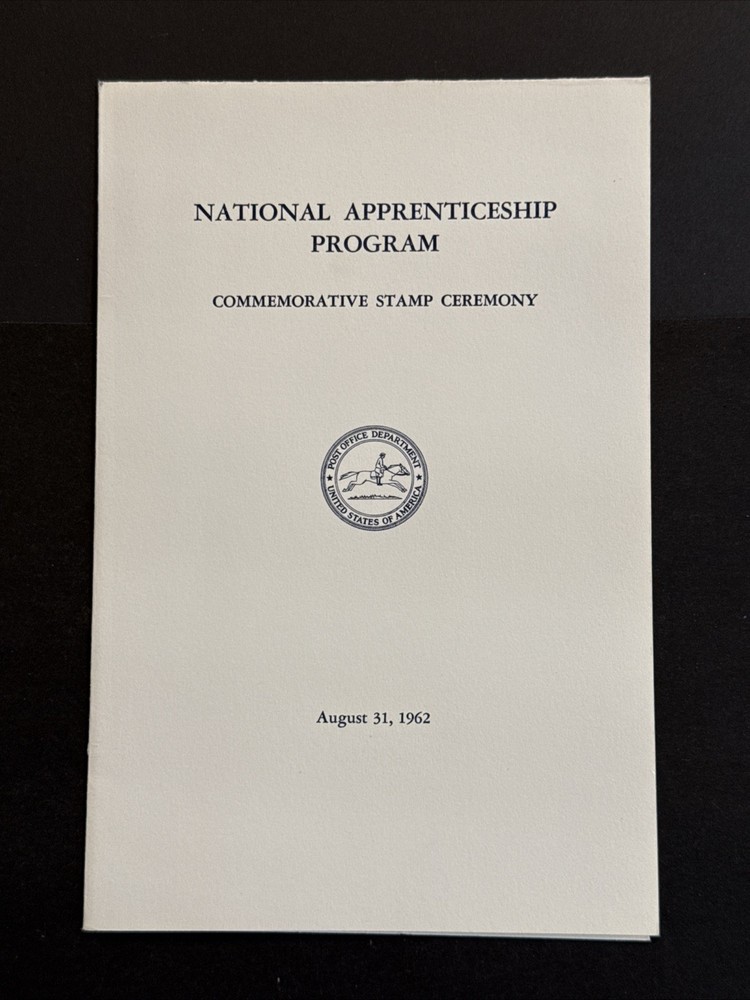 NATIONAL APPRENTICESHIP
PROGRAM
COMMEMORATIVE STAMP CEREMONY
POST OFFICE DEPARTMENT
UNITED STATES OF AMERICA
August 31, 1962